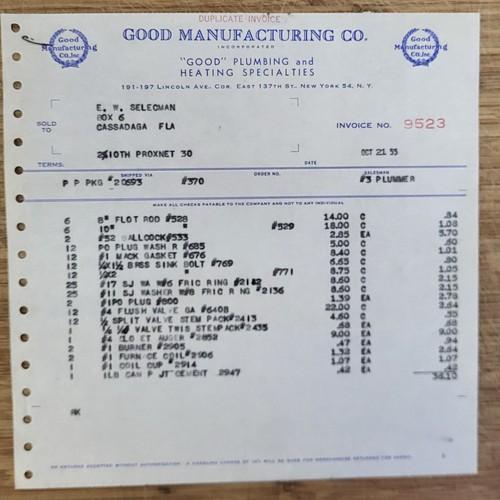 DUPLICATE INVOICE
Good Manufacturing Co. Inc
GOOD MANUFACTURING CO.
INCORPORATED
Good Manufacturing Co. Inc
"GOOD" PLUMBING and
HEATING SPECIALTIES
191-197 LINCOLN AVE. COR. EAST 137TH ST. NEW YORK 54, N. Y.
SOLD TO
E. W. SELECMAN
BOX 6
CASSADAGA FLA
INVOICE NO. 9523
TERMS: 10TH PROXNET 30
DATE OCT 21 55
SHIPPED VIA ORDER NO. SALESMAN
P P PKG #20693 #370 #3 PLUMMER
MAKE ALL CHECKS PAYABLE TO THE COMPANY AND NOT TO ANY INDIVIDUAL
6 8" FLOT ROD #528 14.00 C .84
6 10" #529 18.00 C 1.08
2 #52 BALLCOCK#533 2.85 EA 5.70
12 PO PLUG WASH R #685 5.00 C .60
12 #1 MACK GASKET #676 8.40 C 1.01
12 BRSS SINK BOLT #769 6.65 C .80
12 #771 8.75 C 1.05
25 #17 SJ WA W/6 FRIC RING 8.60 C 2.15
25 #11 SJ WASHER W/6 FRIC R NG #2136 8.60 C 2.15
2 #1PO PLUG #800 1.39 EA 2.78
12 #4 FLUSH VALVE GA #6408 22.00 C 2.64
12 SPLIT VALVE STEM PACK#2413 4.60 C .55
1 VALVE TWIS STEMPACK#2435 .68 EA .68
1 #4 CLO ET AUGER #2852 9.00 EA 9.00
2 #1 BURNER #2905 .47 EA .94
2 #1 FURNACE COIL#2906 1.32 EA 2.64
1 #1 COIL CUP #2914 1.07 EA 1.07
1 1LB CAN P JT CEMENT 2947 .42 EA .42
RK